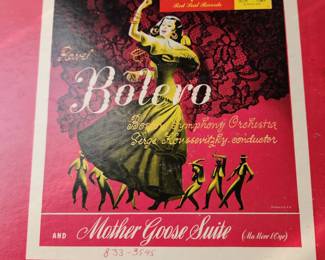 Red Seal Records
Ravel
Bolero
Boston Symphony Orchestra
Serge Koussevitzky, conductor
AND Mother Goose Suite (Ma Mere l'Oye)
833-3545